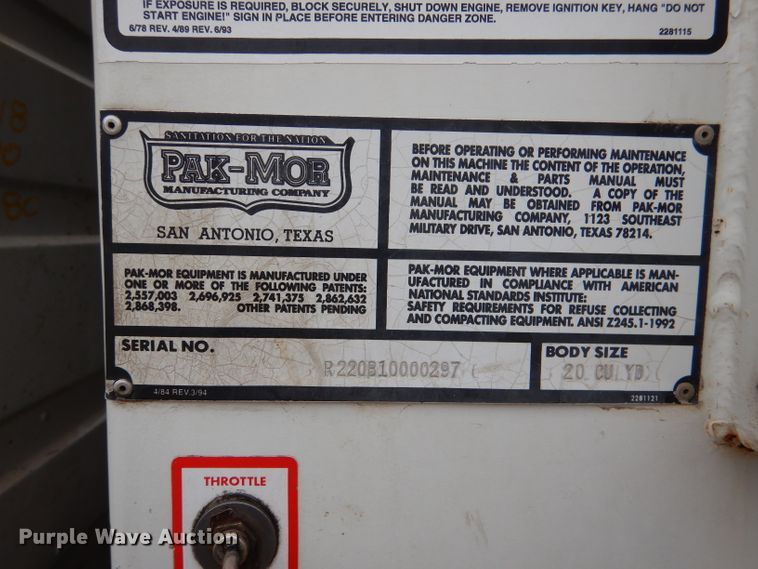 IF EXPOSURE IS REQUIRED, BLOCK SECURELY, SHUT DOWN ENGINE, REMOVE IGNITION KEY, HANG "DO NOT
START ENGINE!" SIGN IN PLACE BEFORE ENTERING DANGER ZONE.
6/78 REV. 4/89 REV. 6/93
2281115
SANITATION FOR THE NATION
PAK-MOR
MANUFACTURING COMPANY
SAN ANTONIO, TEXAS
BEFORE OPERATING OR PERFORMING MAINTENANCE
ON THIS MACHINE THE CONTENT OF THE OPERATION,
MAINTENANCE & PARTS MANUAL MUST
BE READ AND UNDERSTOOD. A COPY OF THE
MANUAL MAY BE OBTAINED FROM PAK-MOR
MANUFACTURING COMPANY, 1123 SOUTHEAST
MILITARY DRIVE, SAN ANTONIO, TEXAS 78214.
PAK-MOR EQUIPMENT IS MANUFACTURED UNDER
ONE OR MORE OF THE FOLLOWING PATENTS:
2,557,003 2,696,925 2,741,375 2,862,632
2,868,398. OTHER PATENTS PENDING
PAK-MOR EQUIPMENT WHERE APPLICABLE IS MAN-
UFACTURED IN COMPLIANCE WITH AMERICAN
NATIONAL STANDARDS INSTITUTE:
SAFETY REQUIREMENTS FOR REFUSE COLLECTING
AND COMPACTING EQUIPMENT. ANSI Z245.1-1992
SERIAL NO.
R220B10000297
BODY SIZE
20 CU YD
4/84 REV.3/94
2281121
THROTTLE
Purple Wave Auction